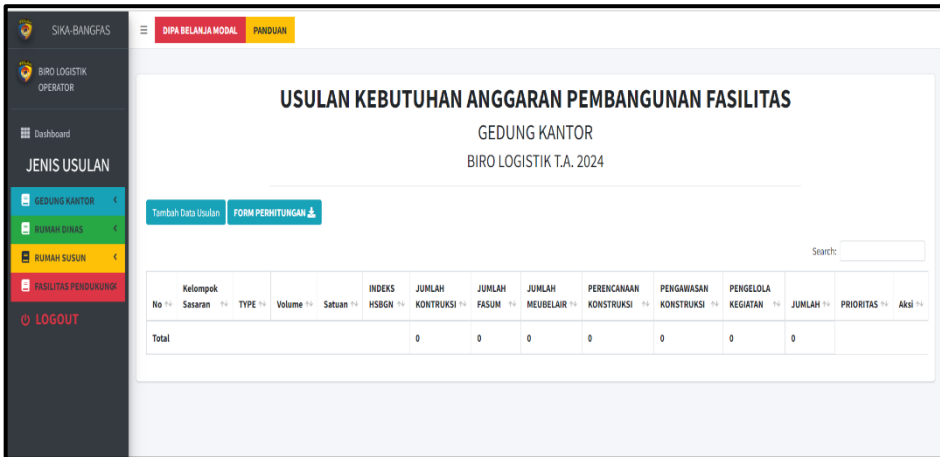 SIKA-BANGFAS
DIPA BELANJA MODAL
PANDUAN
BIRO LOGISTIK
OPERATOR
Dashboard
JENIS USULAN
GEDUNG KANTOR
RUMAH DINAS
RUMAH SUSUN
FASILITAS PENDUKUNG
LOGOUT
USULAN KEBUTUHAN ANGGARAN PEMBANGUNAN FASILITAS
GEDUNG KANTOR
BIRO LOGISTIK T.A. 2024
Tambah Data Usulan
FORM PERHITUNGAN
Search:
No Kelompok Sasaran TYPE Volume Satuan INDEKS HSBGN JUMLAH KONTRUKSI JUMLAH FASUM JUMLAH MEUBELAIR PERENCANAAN KONSTRUKSI PENGAWASAN KONSTRUKSI PENGELOLA KEGIATAN JUMLAH PRIORITAS Aksi
Total 0 0 0 0 0 0 0